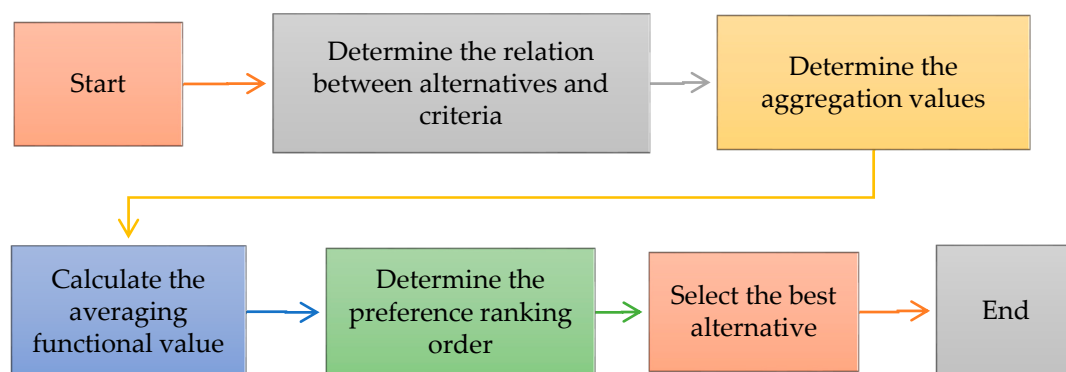 Start
Determine the relation
between alternatives and
criteria
Determine the
aggregation values
Calculate the
averaging
functional value
Determine the
preference ranking
order
Select the best
alternative
End